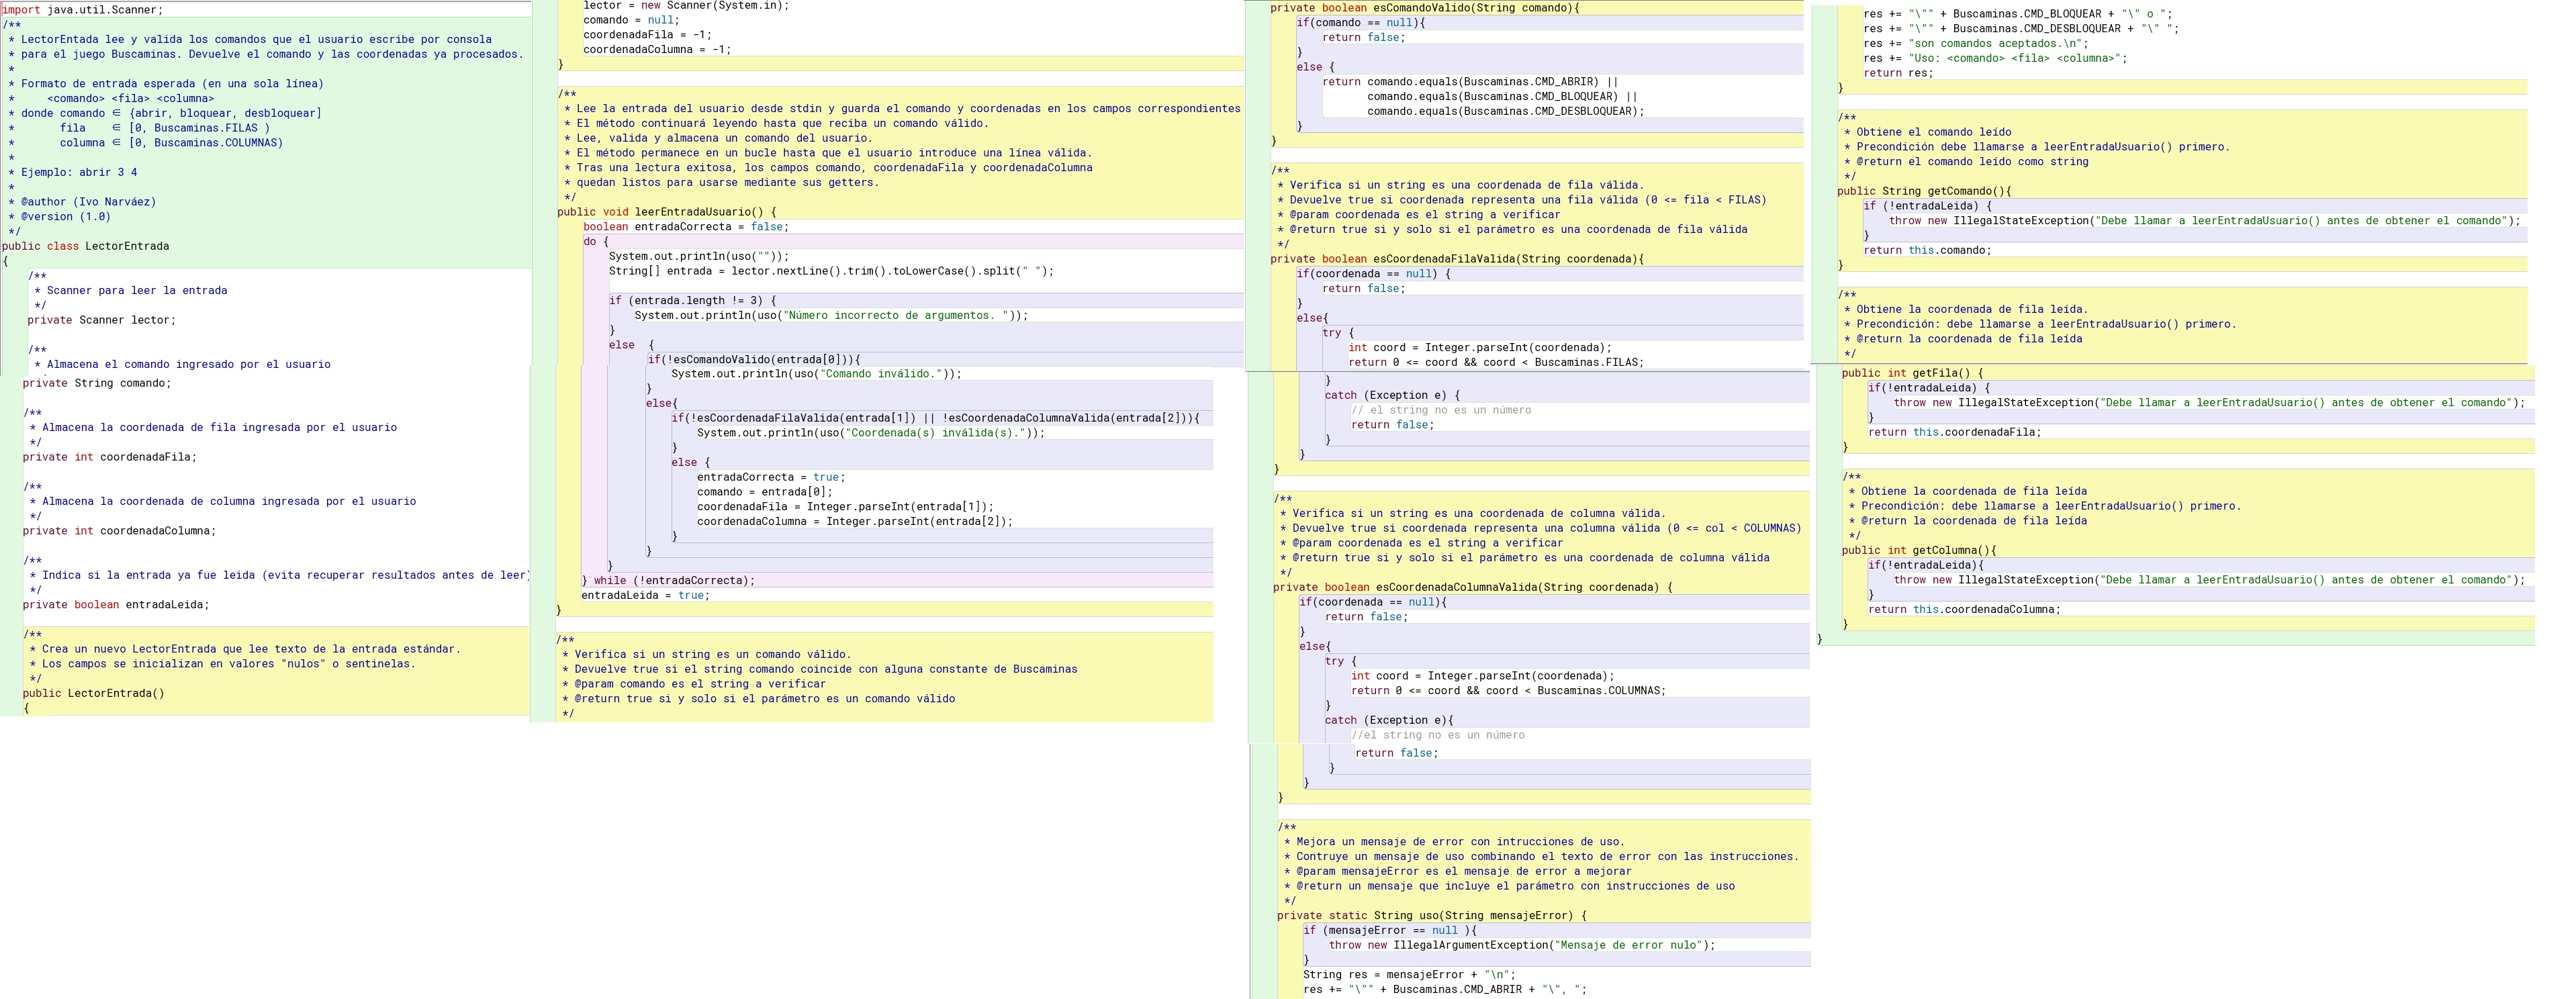 import java.util.Scanner;
/**
 * LectorEntada lee y valida los comandos que el usuario escribe por consola
 * para el juego Buscaminas. Devuelve el comando y las coordenadas ya procesados.
 *
 * Formato de entrada esperada (en una sola línea)
 *     <comando> <fila> <columna>
 * donde comando ∈ {abrir, bloquear, desbloquear]
 *       fila    ∈ [0, Buscaminas.FILAS )
 *       columna ∈ [0, Buscaminas.COLUMNAS)
 *
 * Ejemplo: abrir 3 4
 *
 * @author (Ivo Narváez)
 * @version (1.0)
 */
public class LectorEntrada
{
    /**
     * Scanner para leer la entrada
     */
    private Scanner lector;

    /**
     * Almacena el comando ingresado por el usuario
    private String comando;

    /**
     * Almacena la coordenada de fila ingresada por el usuario
     */
    private int coordenadaFila;

    /**
     * Almacena la coordenada de columna ingresada por el usuario
     */
    private int coordenadaColumna;

    /**
     * Indica si la entrada ya fue leida (evita recuperar resultados antes de leer)
     */
    private boolean entradaLeida;

    /**
     * Crea un nuevo LectorEntrada que lee texto de la entrada estándar.
     * Los campos se inicializan en valores "nulos" o sentinelas.
     */
    public LectorEntrada()
    {
        lector = new Scanner(System.in);
        comando = null;
        coordenadaFila = -1;
        coordenadaColumna = -1;
    }

    /**
     * Lee la entrada del usuario desde stdin y guarda el comando y coordenadas en los campos correspondientes
     * El método continuará leyendo hasta que reciba un comando válido.
     * Lee, valida y almacena un comando del usuario.
     * El método permanece en un bucle hasta que el usuario introduce una línea válida.
     * Tras una lectura exitosa, los campos comando, coordenadaFila y coordenadaColumna
     * quedan listos para usarse mediante sus getters.
     */
    public void leerEntradaUsuario() {
        boolean entradaCorrecta = false;
        do {
            System.out.println(uso(""));
            String[] entrada = lector.nextLine().trim().toLowerCase().split(" ");

            if (entrada.length != 3) {
                System.out.println(uso("Número incorrecto de argumentos. "));
            }
            else  {
                if(!esComandoValido(entrada[0])){
                    System.out.println(uso("Comando inválido."));
                }
                else{
                    if(!esCoordenadaFilaValida(entrada[1]) || !esCoordenadaColumnaValida(entrada[2])){
                        System.out.println(uso("Coordenada(s) inválida(s)."));
                    }
                    else {
                        entradaCorrecta = true;
                        comando = entrada[0];
                        coordenadaFila = Integer.parseInt(entrada[1]);
                        coordenadaColumna = Integer.parseInt(entrada[2]);
                    }
                }
            }
        } while (!entradaCorrecta);
        entradaLeida = true;
    }

    /**
     * Verifica si un string es un comando válido.
     * Devuelve true si el string comando coincide con alguna constante de Buscaminas
     * @param comando es el string a verificar
     * @return true si y solo si el parámetro es un comando válido
     */
    private boolean esComandoValido(String comando){
        if(comando == null){
            return false;
        }
        else {
            return comando.equals(Buscaminas.CMD_ABRIR) ||
                   comando.equals(Buscaminas.CMD_BLOQUEAR) ||
                   comando.equals(Buscaminas.CMD_DESBLOQUEAR);
        }
    }

    /**
     * Verifica si un string es una coordenada de fila válida.
     * Devuelve true si coordenada representa una fila válida (0 <= fila < FILAS)
     * @param coordenada es el string a verificar
     * @return true si y solo si el parámetro es una coordenada de fila válida
     */
    private boolean esCoordenadaFilaValida(String coordenada){
        if(coordenada == null) {
            return false;
        }
        else{
            try {
                int coord = Integer.parseInt(coordenada);
                return 0 <= coord && coord < Buscaminas.FILAS;
            }
            catch (Exception e) {
                // el string no es un número
                return false;
            }
        }
    }

    /**
     * Verifica si un string es una coordenada de columna válida.
     * Devuelve true si coordenada representa una columna válida (0 <= col < COLUMNAS)
     * @param coordenada es el string a verificar
     * @return true si y solo si el parámetro es una coordenada de columna válida
     */
    private boolean esCoordenadaColumnaValida(String coordenada) {
        if(coordenada == null){
            return false;
        }
        else{
            try {
                int coord = Integer.parseInt(coordenada);
                return 0 <= coord && coord < Buscaminas.COLUMNAS;
            }
            catch (Exception e){
                //el string no es un número
                return false;
            }
        }
    }

    /**
     * Mejora un mensaje de error con intrucciones de uso.
     * Contruye un mensaje de uso combinando el texto de error con las instrucciones.
     * @param mensajeError es el mensaje de error a mejorar
     * @return un mensaje que incluye el parámetro con instrucciones de uso
     */
    private static String uso(String mensajeError) {
        if (mensajeError == null ){
            throw new IllegalArgumentException("Mensaje de error nulo");
        }
        String res = mensajeError + "\n";
        res += "\"" + Buscaminas.CMD_ABRIR + "\", ";
        res += "\"" + Buscaminas.CMD_BLOQUEAR + "\" o ";
        res += "\"" + Buscaminas.CMD_DESBLOQUEAR + "\" ";
        res += "son comandos aceptados.\n";
        res += "Uso: <comando> <fila> <columna>";
        return res;
    }

    /**
     * Obtiene el comando leído
     * Precondición debe llamarse a leerEntradaUsuario() primero.
     * @return el comando leído como string
     */
    public String getComando(){
        if (!entradaLeida) {
            throw new IllegalStateException("Debe llamar a leerEntradaUsuario() antes de obtener el comando");
        }
        return this.comando;
    }

    /**
     * Obtiene la coordenada de fila leída.
     * Precondición: debe llamarse a leerEntradaUsuario() primero.
     * @return la coordenada de fila leída
     */
    public int getFila() {
        if(!entradaLeida) {
            throw new IllegalStateException("Debe llamar a leerEntradaUsuario() antes de obtener el comando");
        }
        return this.coordenadaFila;
    }

    /**
     * Obtiene la coordenada de fila leída
     * Precondición: debe llamarse a leerEntradaUsuario() primero.
     * @return la coordenada de fila leída
     */
    public int getColumna(){
        if(!entradaLeida){
            throw new IllegalStateException("Debe llamar a leerEntradaUsuario() antes de obtener el comando");
        }
        return this.coordenadaColumna;
    }
}